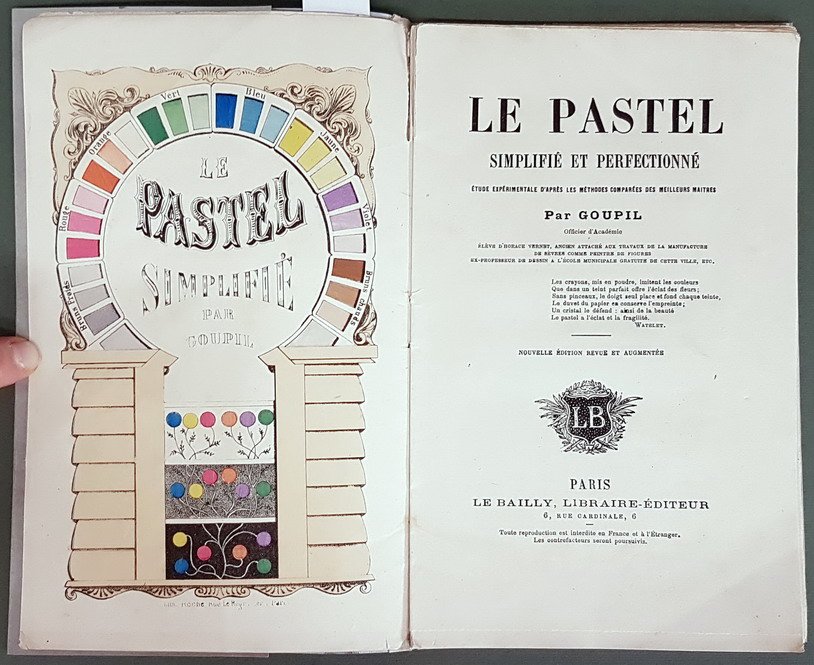 Bruns froids
Rouge
Orange
Vert
Bleu
Jaune
Violet
Bruns chauds
LE
PASTEL
SIMPLIFIÉ
PAR
GOUPIL
LE PASTEL
SIMPLIFIÉ ET PERFECTIONNÉ
ÉTUDE EXPÉRIMENTALE D'APRÈS LES MÉTHODES COMPARÉES DES MEILLEURS MAITRES
Par GOUPIL
Officier d'Académie
ÉLÈVE D'HORACE VERNET, ANCIEN ATTACHÉ AUX TRAVAUX DE LA MANUFACTURE
DE SÈVRES COMME PEINTRE DE FIGURES
EX-PROFESSEUR DE DESSIN A L'ÉCOLE MUNICIPALE GRATUITE DE CETTE VILLE, ETC.
Les crayons, mis en poudre, imitent les couleurs
Que dans un teint parfait offre l'éclat des fleurs;
Sans pinceaux, le doigt seul place et fond chaque teinte,
Le duvet du papier en conserve l'empreinte;
Un cristal le défend : ainsi de la beauté
Le pastel a l'éclat et la fragilité.
WATELET.
NOUVELLE ÉDITION REVUE ET AUGMENTÉE
LB
PARIS
LE BAILLY, LIBRAIRE-ÉDITEUR
6, RUE CARDINALE, 6
Toute reproduction est interdite en France et à l'Étranger.
Les contrefacteurs seront poursuivis.